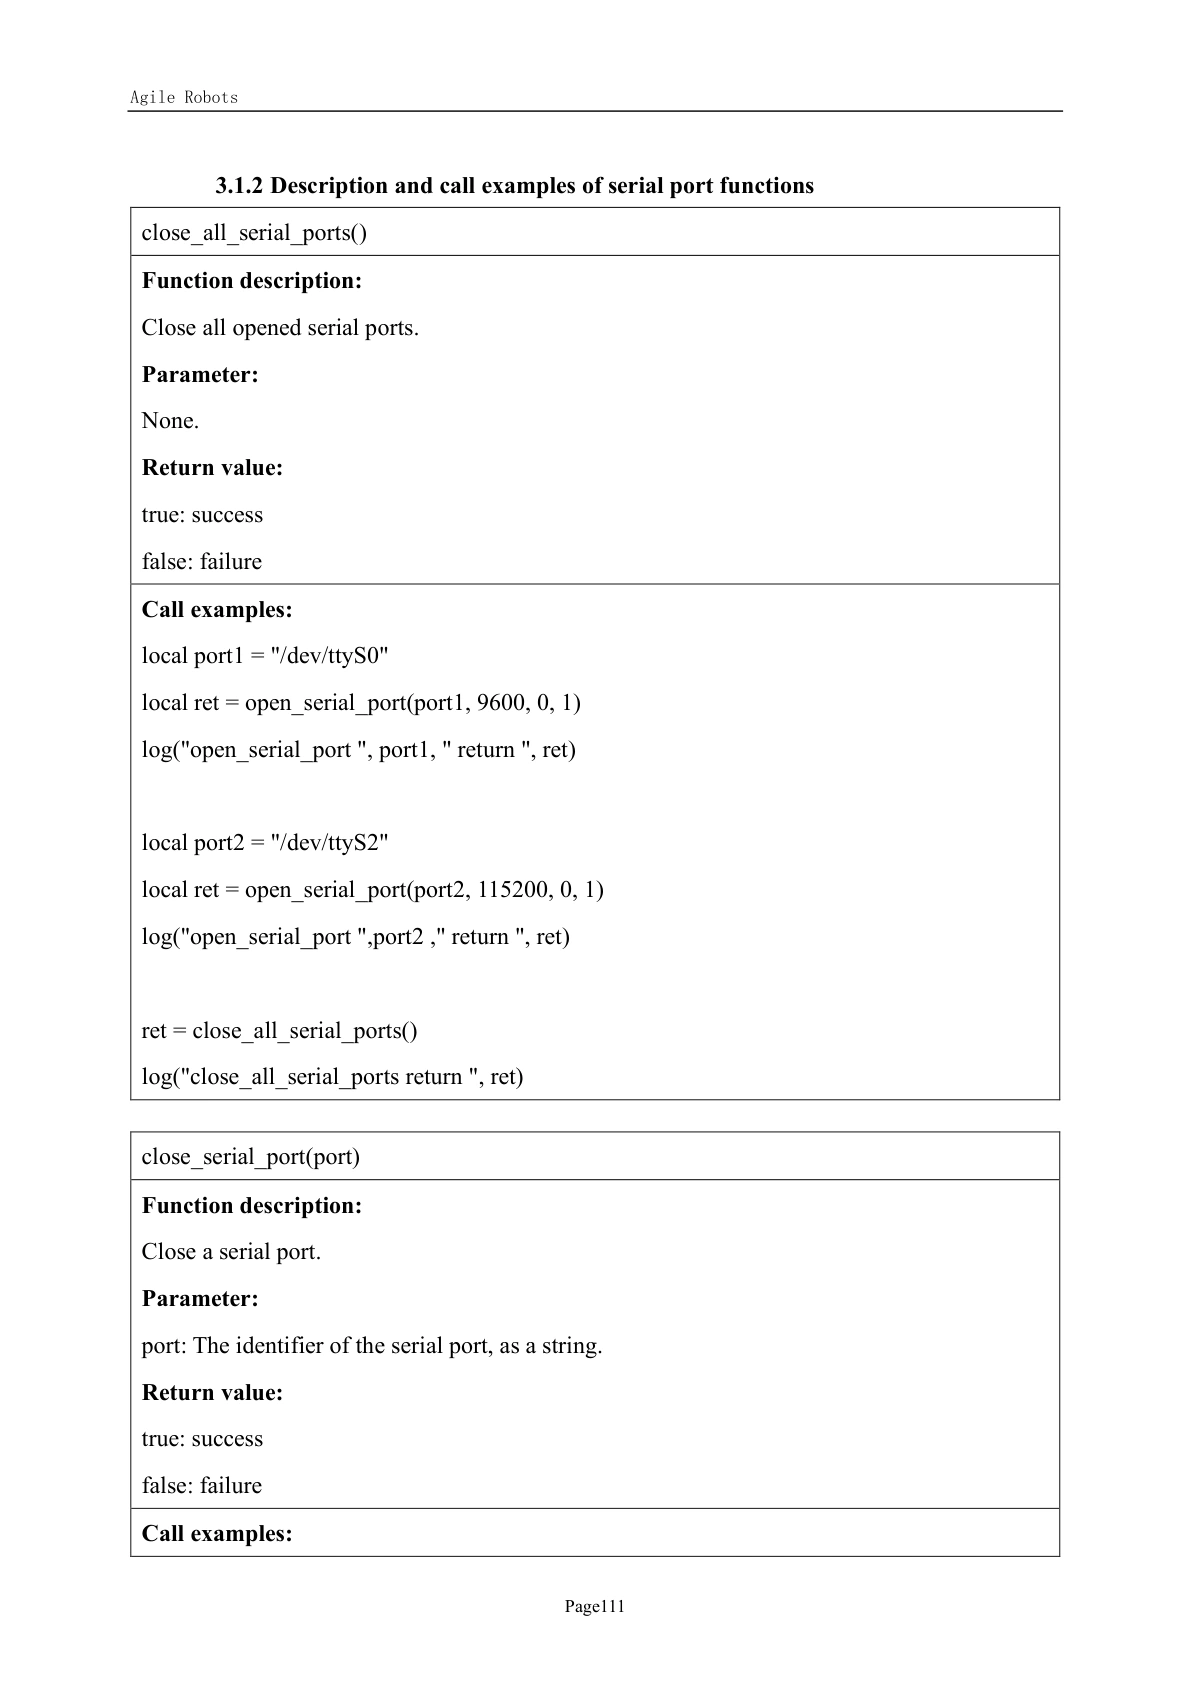 Agile Robots
3.1.2 Description and call examples of serial port functions
close_all_serial_ports()
Function description:
Close all opened serial ports.
Parameter:
None.
Return value:
true: success
false: failure
Call examples:
local port1 = "/dev/ttyS0"
local ret = open_serial_port(port1, 9600, 0, 1)
log("open_serial_port ", port1, " return ", ret)
local port2 = "/dev/ttyS2"
local ret = open_serial_port(port2, 115200, 0, 1)
log("open_serial_port ",port2 ," return ", ret)
ret = close_all_serial_ports()
log("close_all_serial_ports return ", ret)
close_serial_port(port)
Function description:
Close a serial port.
Parameter:
port: The identifier of the serial port, as a string.
Return value:
true: success
false: failure
Call examples:
Page111